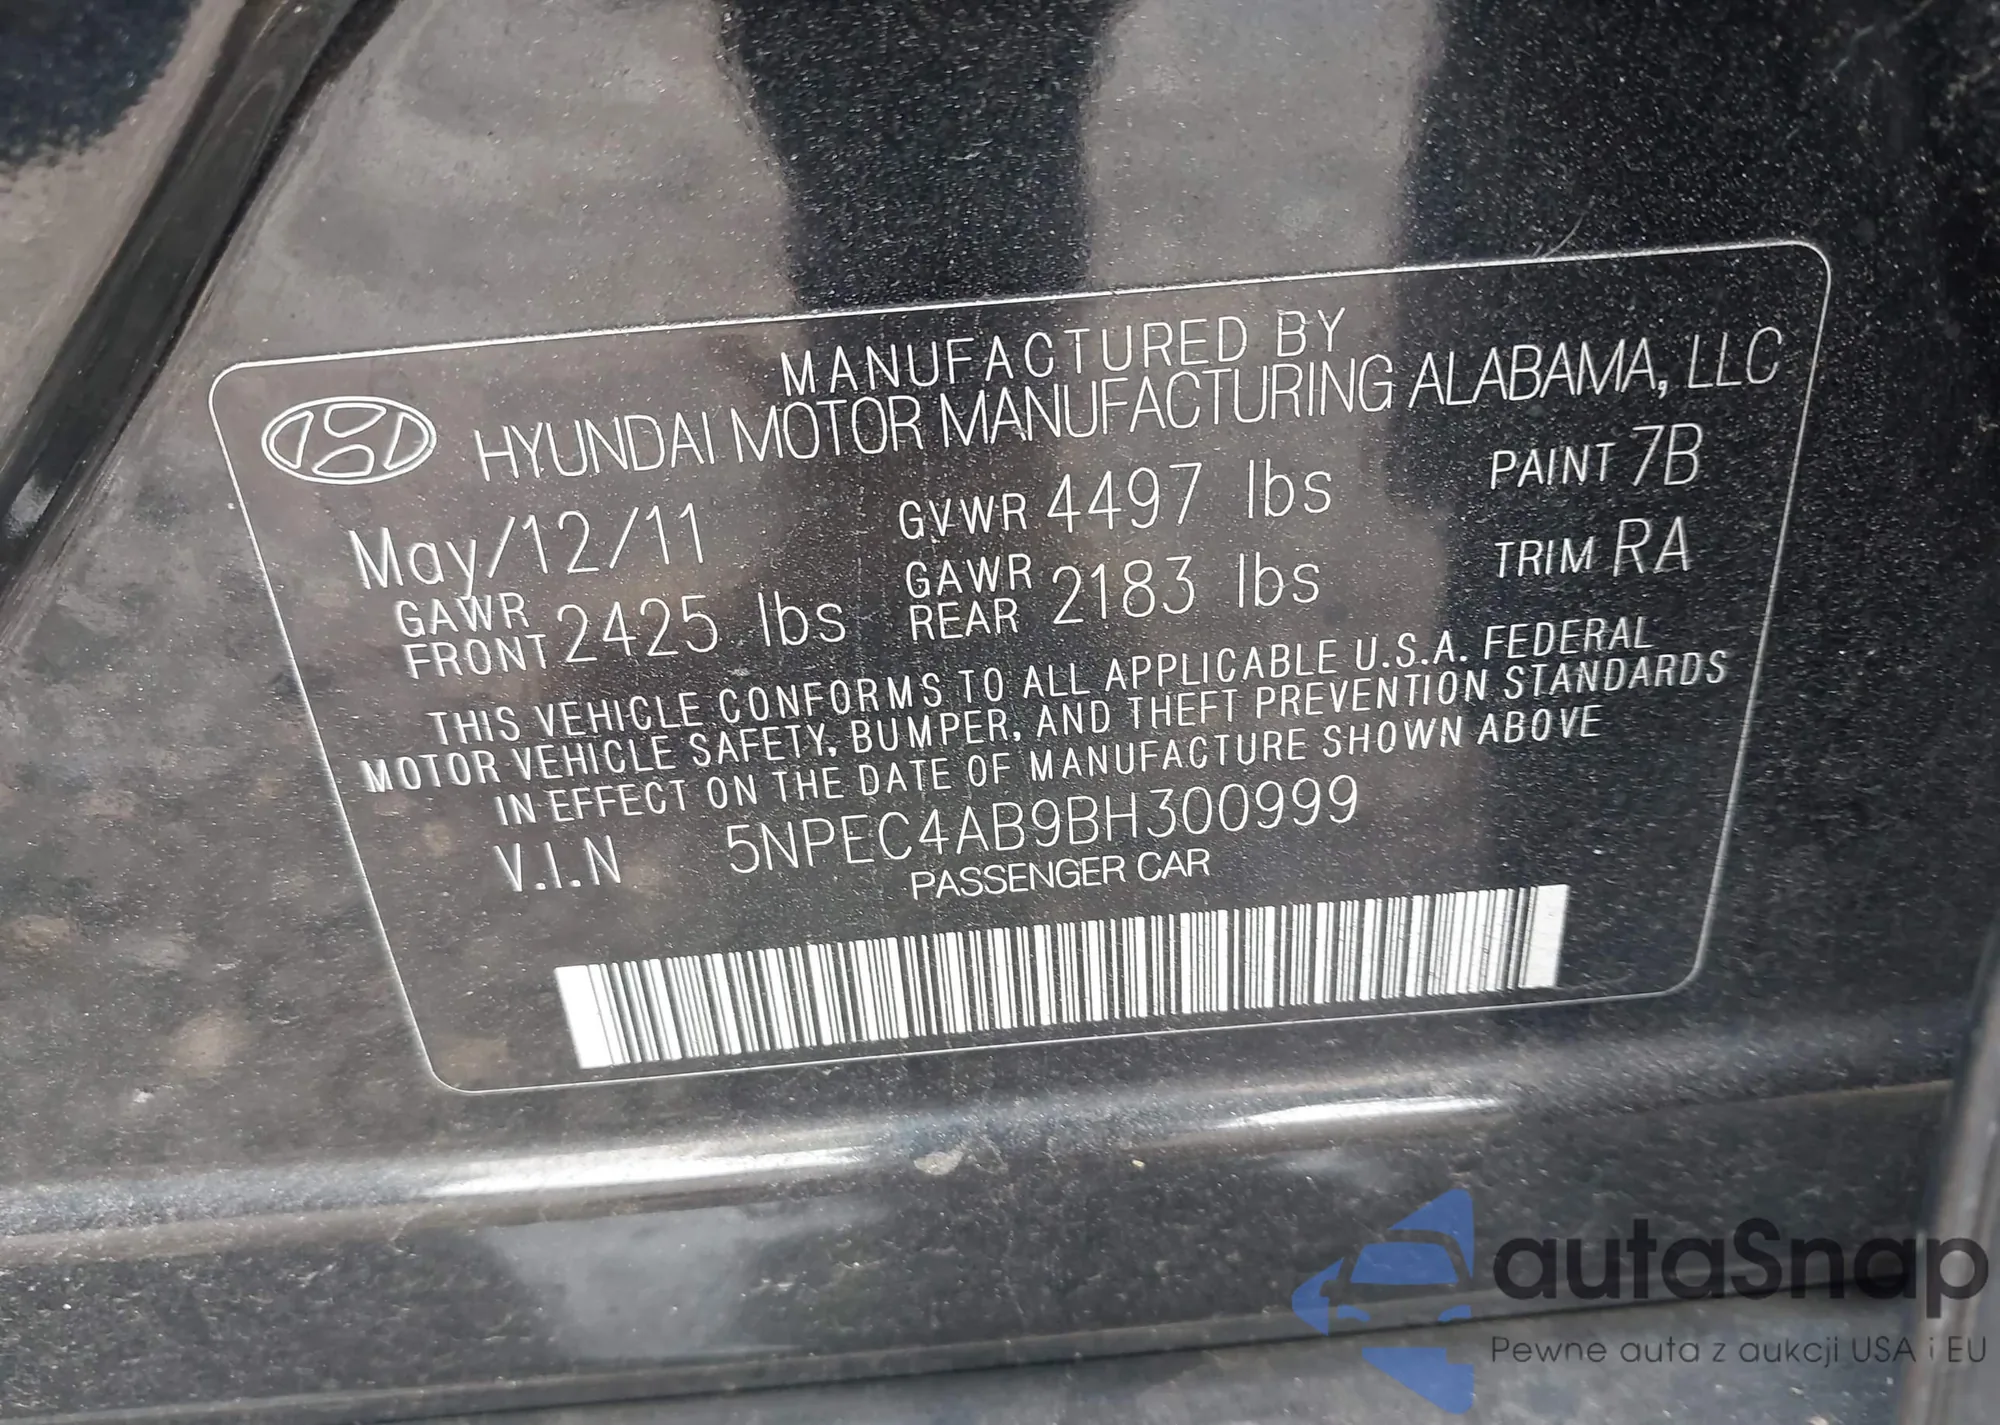 MANUFACTURED BY
HYUNDAI MOTOR MANUFACTURING ALABAMA, LLC
May/12/11 GVWR 4497 lbs PAINT 7B
GAWR FRONT 2425 lbs GAWR REAR 2183 lbs TRIM RA
THIS VEHICLE CONFORMS TO ALL APPLICABLE U.S.A. FEDERAL
MOTOR VEHICLE SAFETY, BUMPER, AND THEFT PREVENTION STANDARDS
IN EFFECT ON THE DATE OF MANUFACTURE SHOWN ABOVE
V.I.N 5NPEC4AB9BH300999
PASSENGER CAR
autaSnap
Pewne auta z aukcji USA i EU